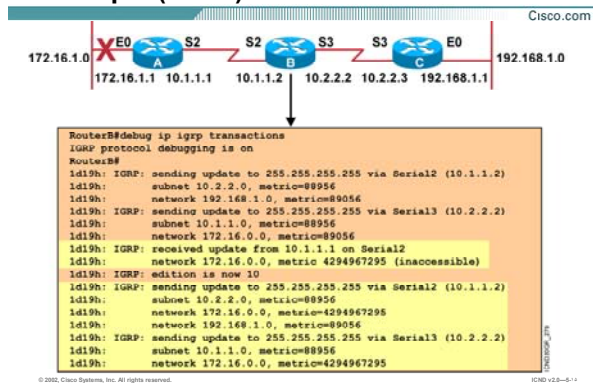 Cisco.com
172.16.1.0 E0 S2 S2 S3 S3 E0 192.168.1.0
A B C
172.16.1.1 10.1.1.1 10.1.1.2 10.2.2.2 10.2.2.3 192.168.1.1
RouterB#debug ip igrp transactions
IGRP protocol debugging is on
RouterB#
1d19h: IGRP: sending update to 255.255.255.255 via Serial2 (10.1.1.2)
1d19h: subnet 10.2.2.0, metric=88956
1d19h: network 192.168.1.0, metric=89056
1d19h: IGRP: sending update to 255.255.255.255 via Serial3 (10.2.2.2)
1d19h: subnet 10.1.1.0, metric=88956
1d19h: network 172.16.0.0, metric=89056
1d19h: IGRP: received update from 10.1.1.1 on Serial2
1d19h: network 172.16.0.0, metric 4294967295 (inaccessible)
1d19h: IGRP: edition is now 10
1d19h: IGRP: sending update to 255.255.255.255 via Serial2 (10.1.1.2)
1d19h: subnet 10.2.2.0, metric=88956
1d19h: network 172.16.0.0, metric=4294967295
1d19h: network 192.168.1.0, metric=89056
1d19h: IGRP: sending update to 255.255.255.255 via Serial3 (10.2.2.2)
1d19h: subnet 10.1.1.0, metric=88956
1d19h: network 172.16.0.0, metric=4294967295
© 2002, Cisco Systems, Inc. All rights reserved.